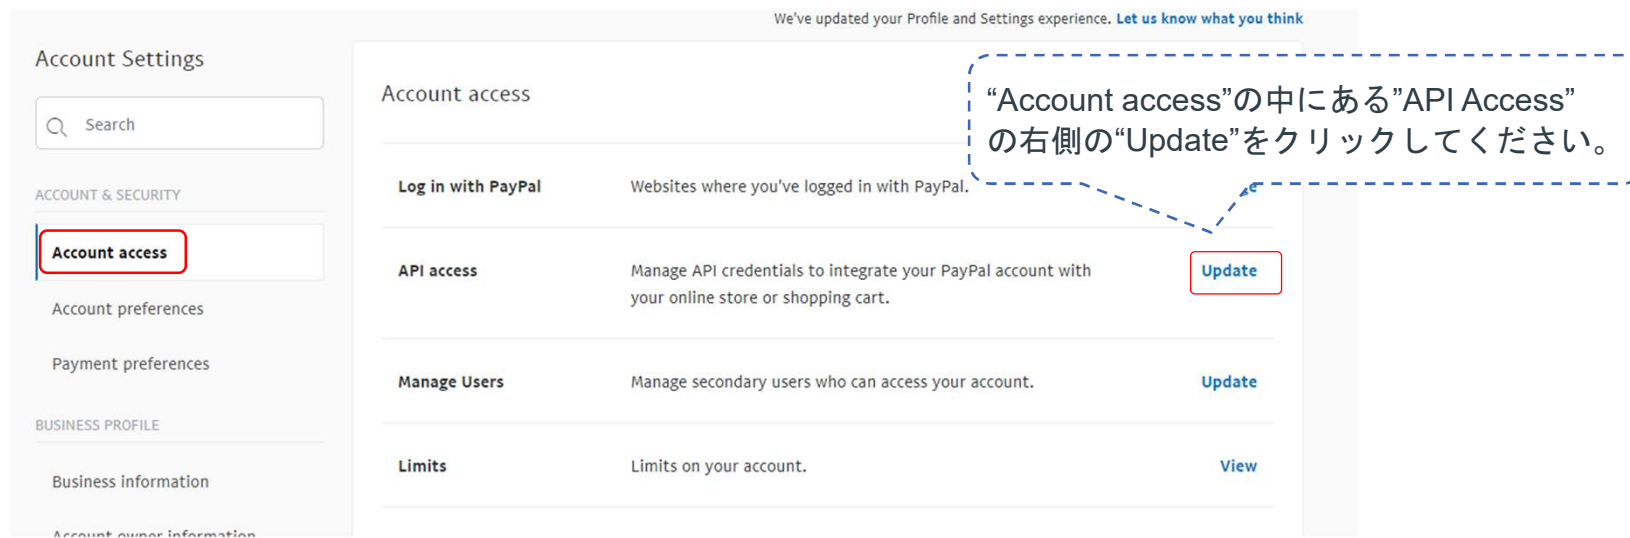 We've updated your Profile and Settings experience. Let us know what you think
Account Settings
Search
ACCOUNT & SECURITY
Account access
Account preferences
Payment preferences
BUSINESS PROFILE
Business information
Account owner information
Account access
“Account access”の中にある”API Access”
の右側の“Update”をクリックしてください。
Log in with PayPal Websites where you've logged in with PayPal.
API access Manage API credentials to integrate your PayPal account with Update
your online store or shopping cart.
Manage Users Manage secondary users who can access your account. Update
Limits Limits on your account. View